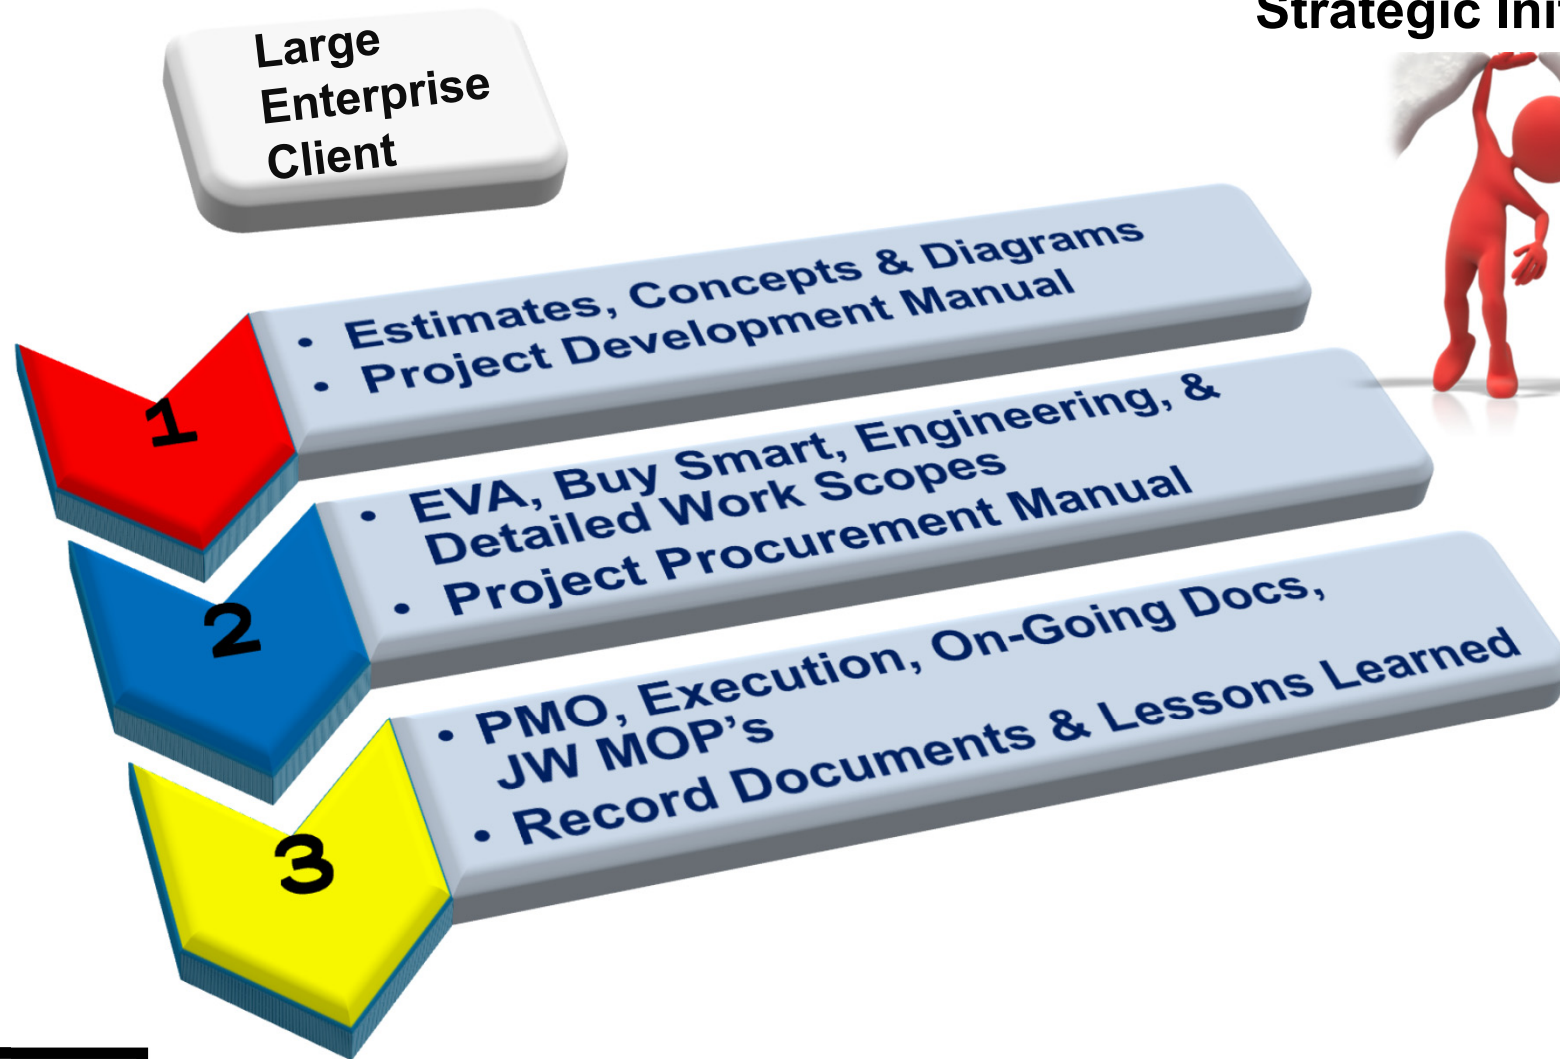 Strategic
Large
Enterprise
Client
1
• Estimates, Concepts & Diagrams
• Project Development Manual
2
• EVA, Buy Smart, Engineering, &
Detailed Work Scopes
• Project Procurement Manual
3
• PMO, Execution, On-Going Docs,
JW MOP’s
• Record Documents & Lessons Learned